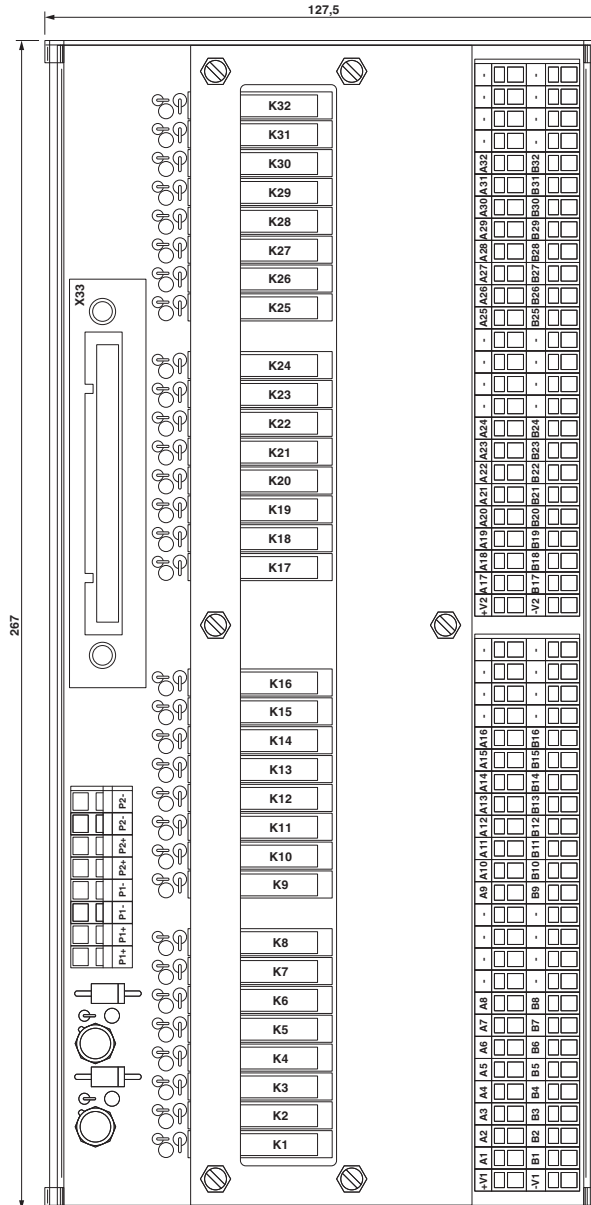 127,5
267
X33
P2-
P2-
P2+
P2+
P1-
P1-
P1+
P1+
K32
K31
K30
K29
K28
K27
K26
K25
K24
K23
K22
K21
K20
K19
K18
K17
K16
K15
K14
K13
K12
K11
K10
K9
K8
K7
K6
K5
K4
K3
K2
K1
- -
- -
- -
- -
A32 B32
A31 B31
A30 B30
A29 B29
A28 B28
A27 B27
A26 B26
A25 B25
- -
- -
- -
- -
A24 B24
A23 B23
A22 B22
A21 B21
A20 B20
A19 B19
A18 B18
A17 B17
+V2 -V2
- -
- -
- -
- -
A16 B16
A15 B15
A14 B14
A13 B13
A12 B12
A11 B11
A10 B10
A9 B9
- -
- -
- -
- -
A8 B8
A7 B7
A6 B6
A5 B5
A4 B4
A3 B3
A2 B2
A1 B1
+V1 -V1